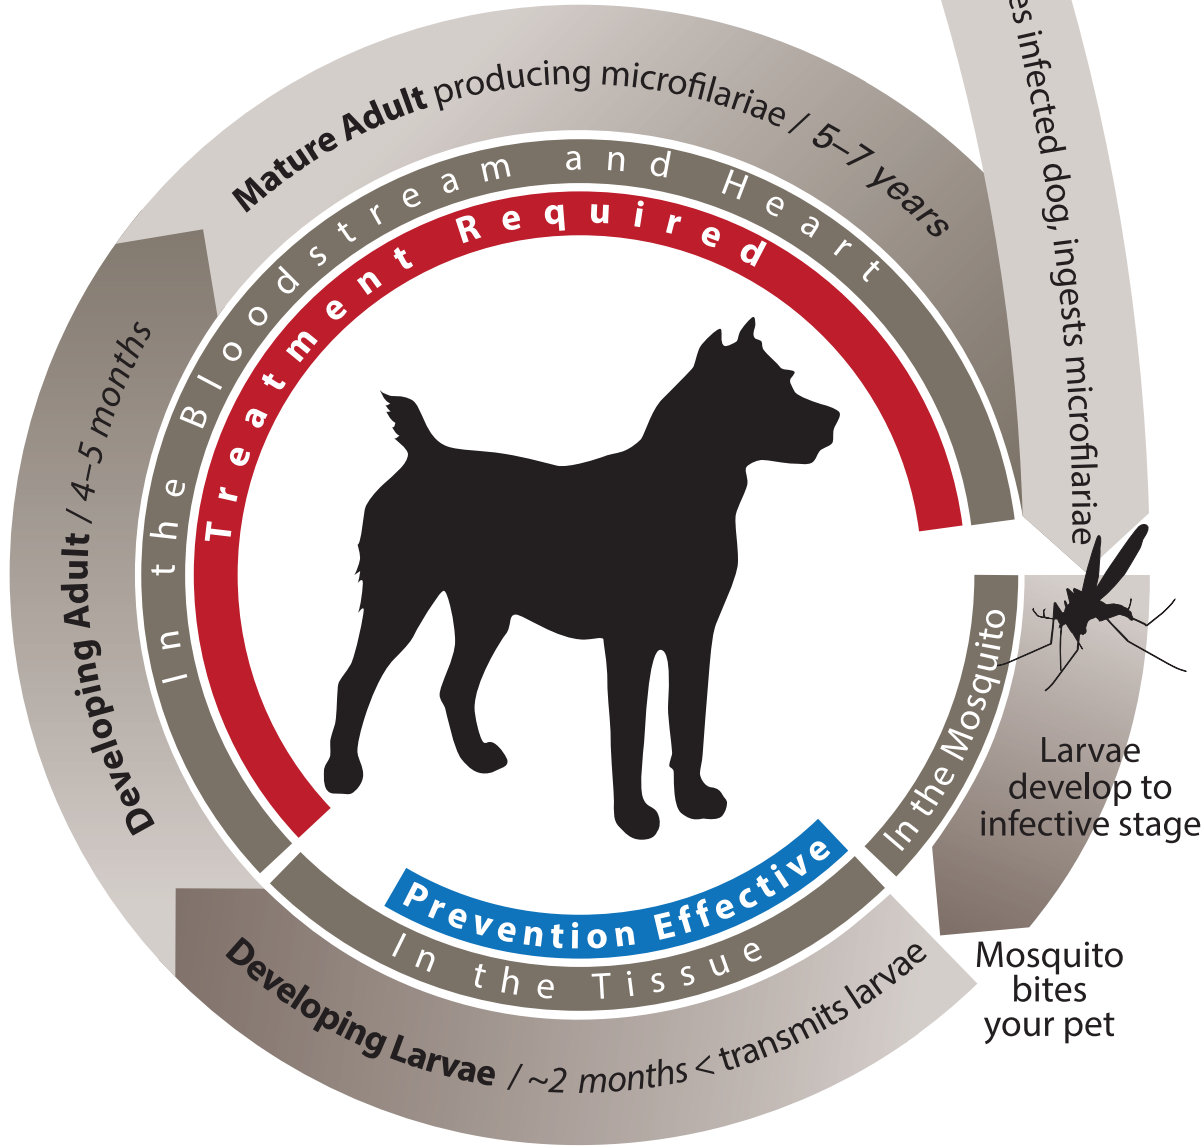 es infected dog, ingests microfilariae
Mature Adult producing microfilariae / 5–7 years
In the Bloodstream and Heart
Treatment Required
Developing Adult / 4–5 months
In the Mosquito
Larvae
develop to
infective stage
Prevention Effective
In the Tissue
Developing Larvae / ~2 months < transmits larvae
Mosquito
bites
your pet